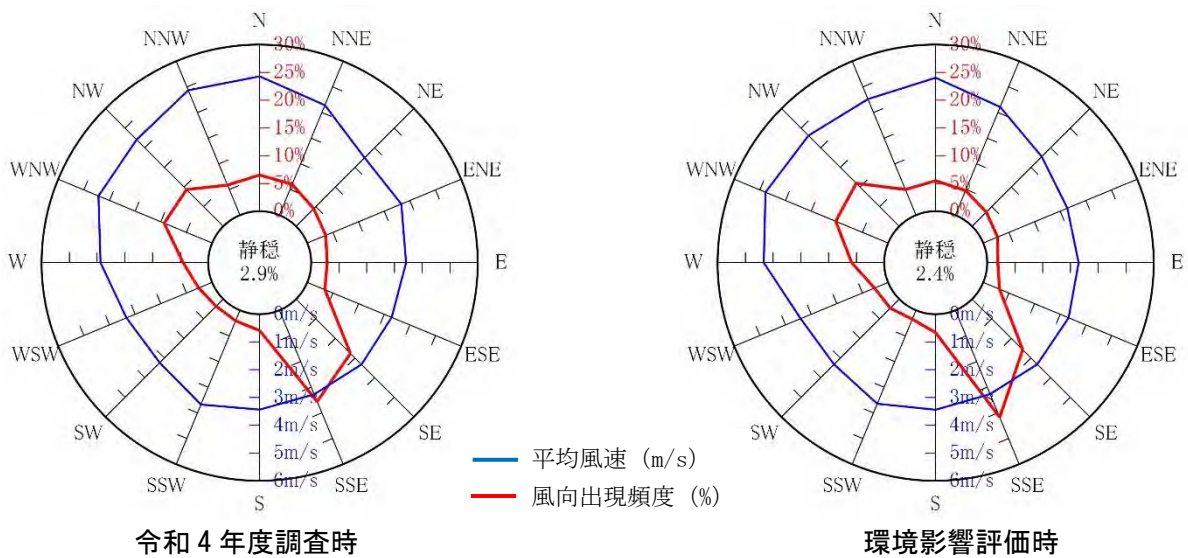 N
NNE
NE
ENE
E
ESE
SE
SSE
S
SSW
SW
WSW
W
WNW
NW
NNW
30%
25%
20%
15%
10%
5%
0%
静穏
2.9%
0m/s
1m/s
2m/s
3m/s
4m/s
5m/s
6m/s
令和4年度調査時
N
NNE
NE
ENE
E
ESE
SE
SSE
S
SSW
SW
WSW
W
WNW
NW
NNW
30%
25%
20%
15%
10%
5%
0%
静穏
2.4%
0m/s
1m/s
2m/s
3m/s
4m/s
5m/s
6m/s
環境影響評価時
平均風速 (m/s)
風向出現頻度 (%)